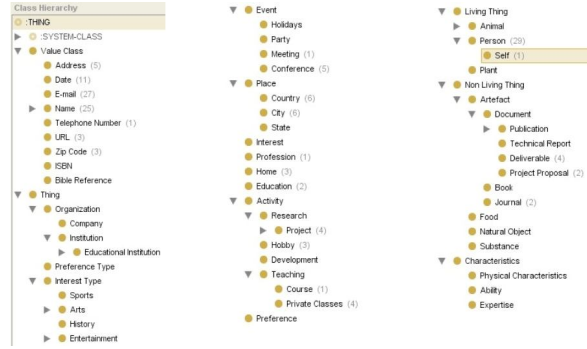 Class Hierarchy
:THING
:SYSTEM-CLASS
Value Class
Address (5)
Date (11)
E-mail (27)
Name (25)
Telephone Number (1)
URL (3)
Zip Code (3)
ISBN
Bible Reference
Thing
Organization
Company
Institution
Educational Institution
Preference Type
Interest Type
Sports
Arts
History
Entertainment
Event
Holidays
Party
Meeting (1)
Conference (5)
Place
Country (6)
City (6)
State
Interest
Profession (1)
Home (3)
Education (2)
Activity
Research
Project (4)
Hobby (3)
Development
Teaching
Course (1)
Private Classes (4)
Preference
Living Thing
Animal
Person (29)
Self (1)
Plant
Non Living Thing
Artefact
Document
Publication
Technical Report
Deliverable (4)
Project Proposal (2)
Book
Journal (2)
Food
Natural Object
Substance
Characteristics
Physical Characteristics
Ability
Expertise